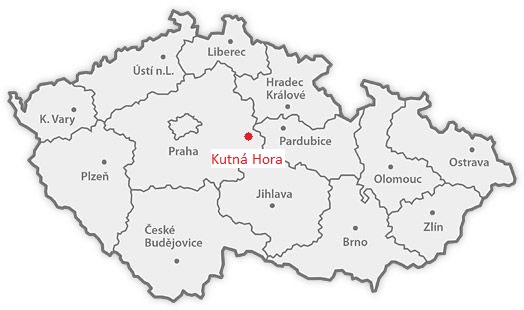 Liberec
Ústí n.L.
Hradec
Králové
K. Vary
Praha
Pardubice
Kutná Hora
Ostrava
Plzeň
Olomouc
Jihlava
České
Budějovice
Zlín
Brno